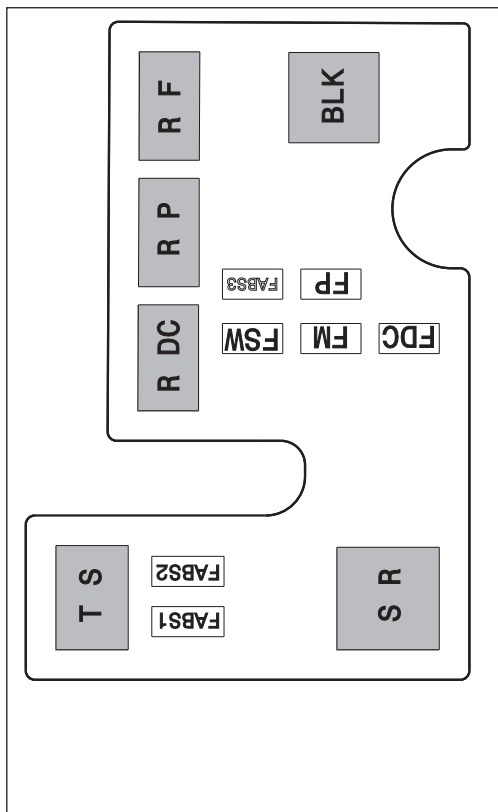 R F
BLK
R P
FABS3
FP
R DC
FSW
FM
FDC
T S
FABS2
FABS1
S R